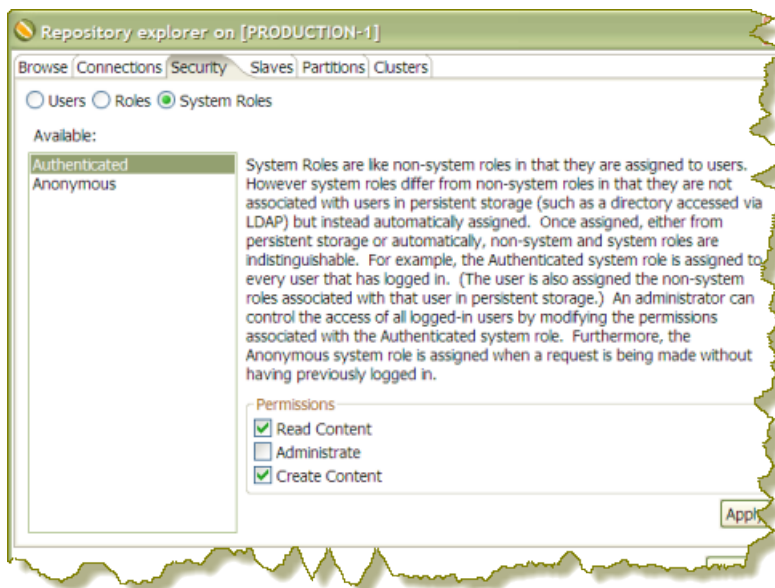 Repository explorer on [PRODUCTION-1]
Browse Connections Security Slaves Partitions Clusters
Users Roles System Roles
Available:
Authenticated
Anonymous
System Roles are like non-system roles in that they are assigned to users.
However system roles differ from non-system roles in that they are not
associated with users in persistent storage (such as a directory accessed via
LDAP) but instead automatically assigned. Once assigned, either from
persistent storage or automatically, non-system and system roles are
indistinguishable. For example, the Authenticated system role is assigned to
every user that has logged in. (The user is also assigned the non-system
roles associated with that user in persistent storage.) An administrator can
control the access of all logged-in users by modifying the permissions
associated with the Authenticated system role. Furthermore, the
Anonymous system role is assigned when a request is being made without
having previously logged in.
Permissions
Read Content
Administrate
Create Content
Apply